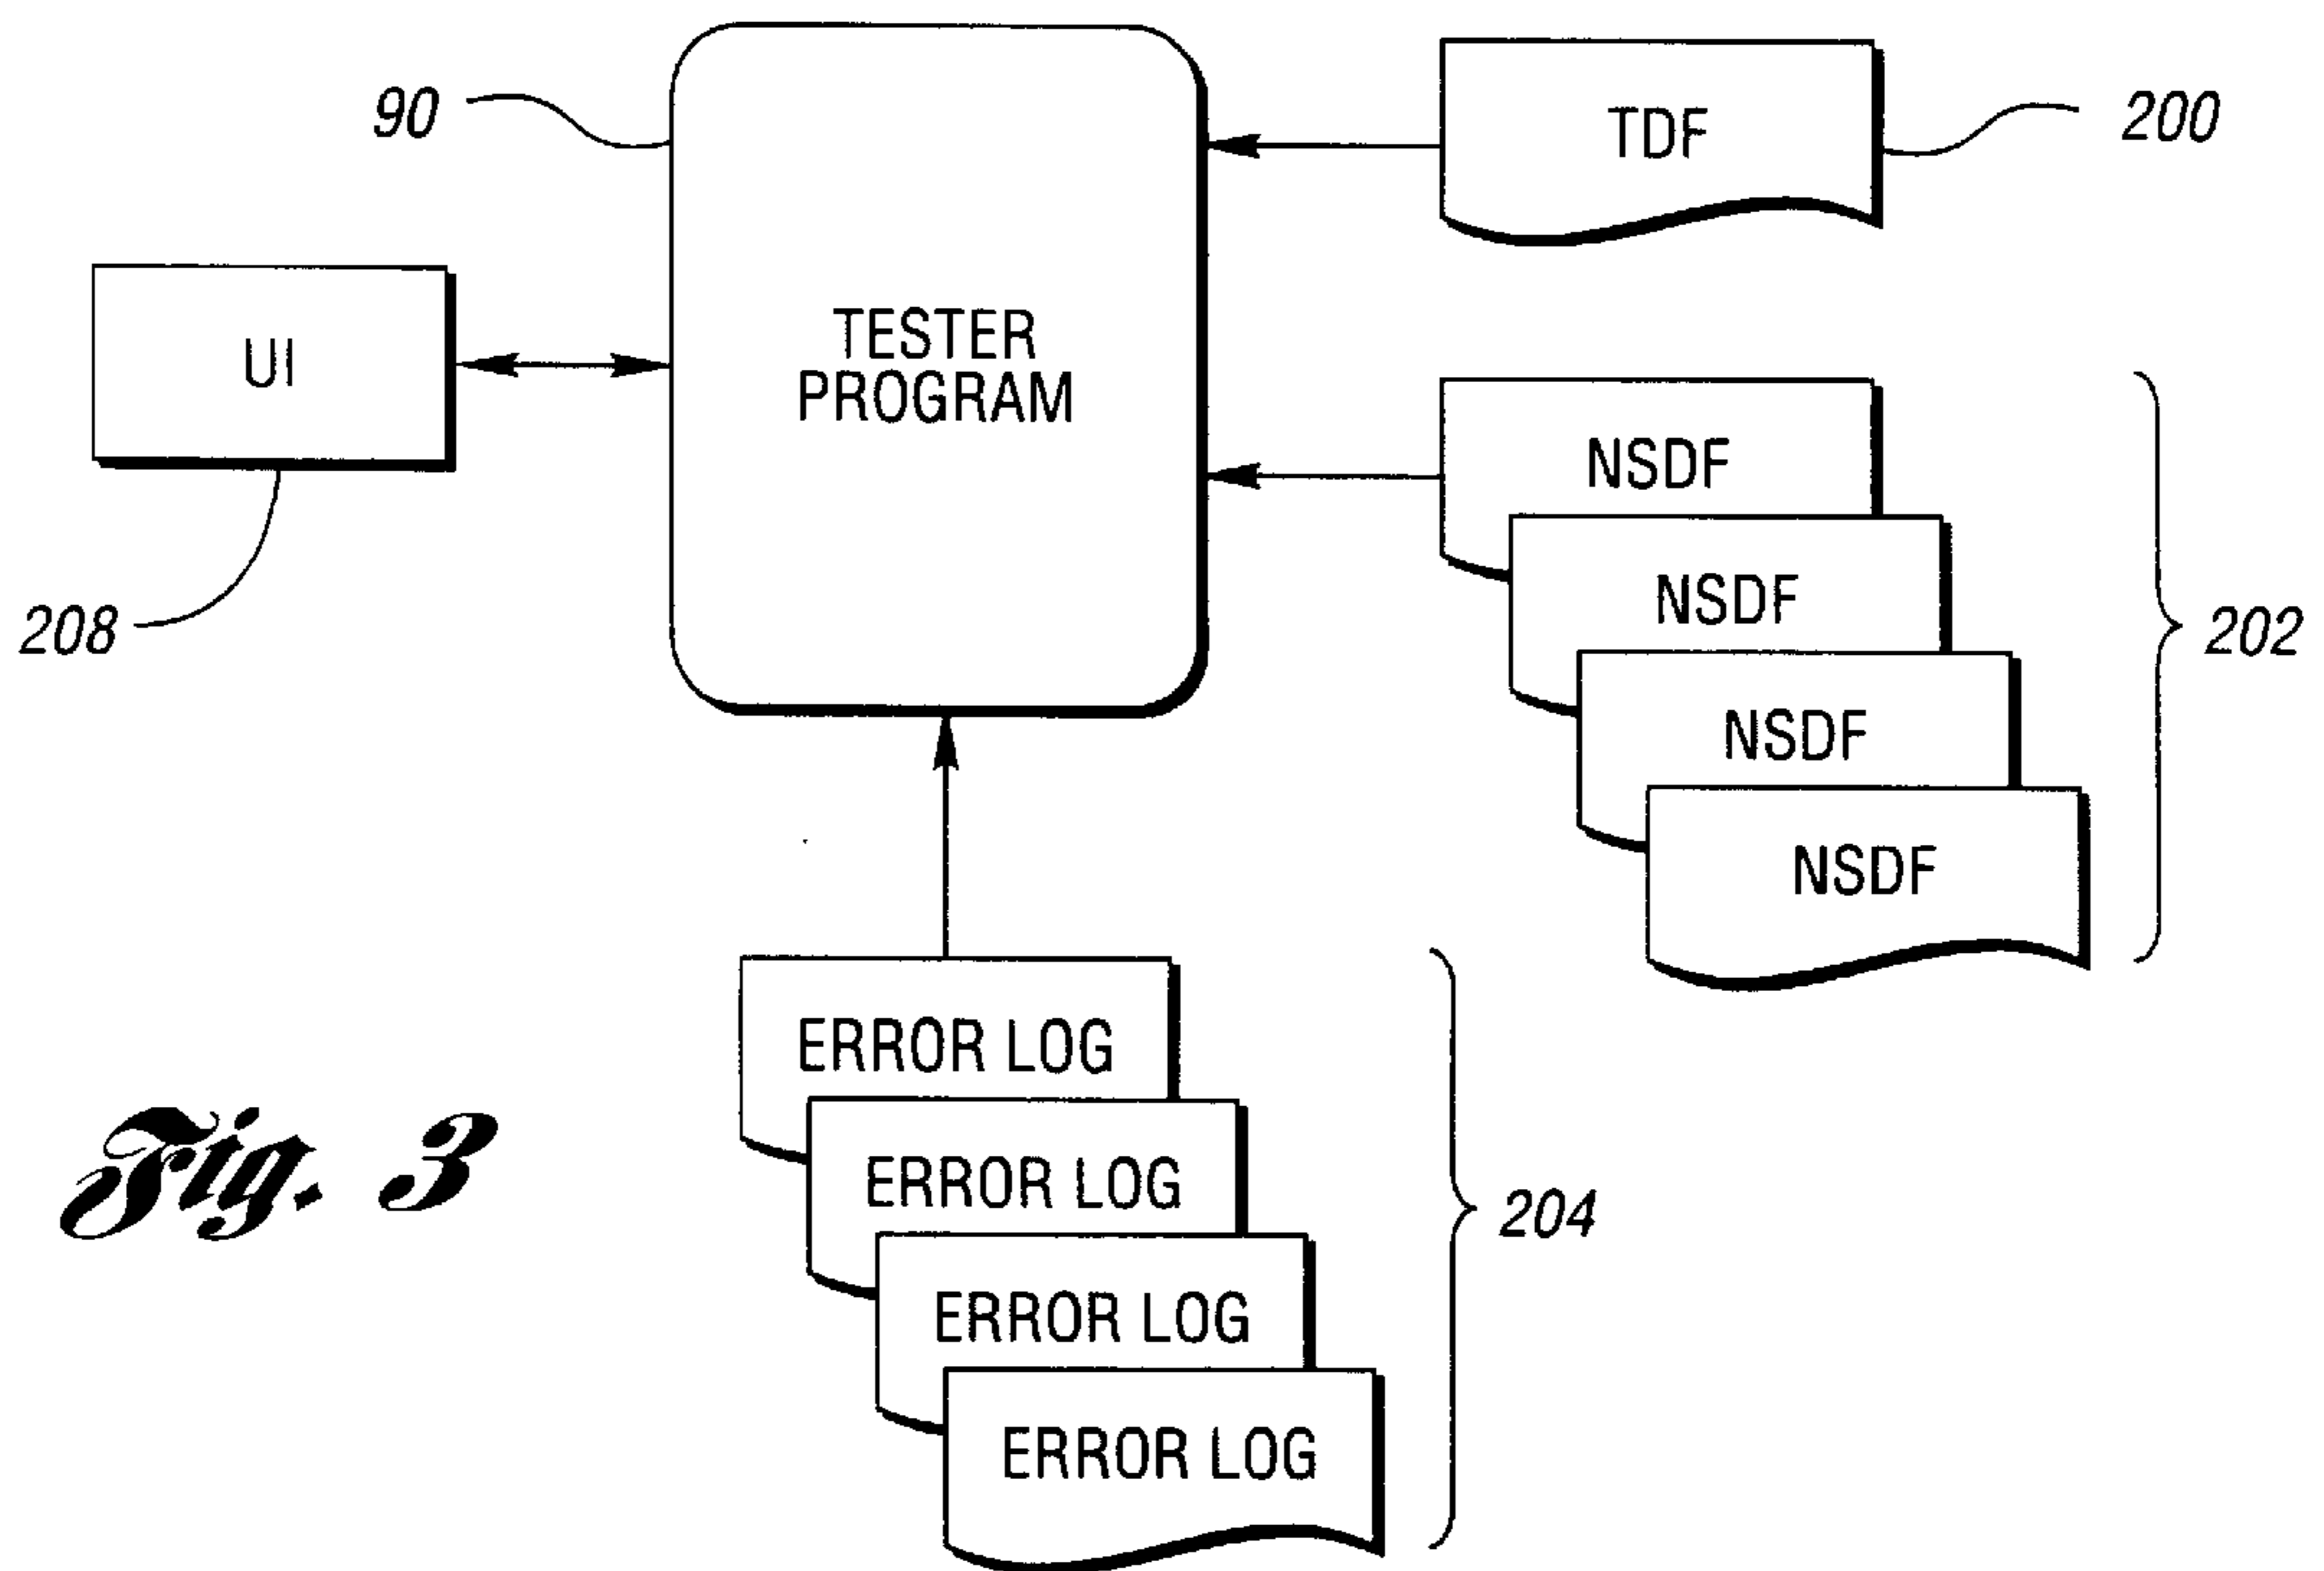 90
TDF
200
UI
TESTER
PROGRAM
NSDF
NSDF
208
202
NSDF
NSDF
ERROR LOG
ERROR LOG
204
ERROR LOG
ERROR LOG
Fig. 3